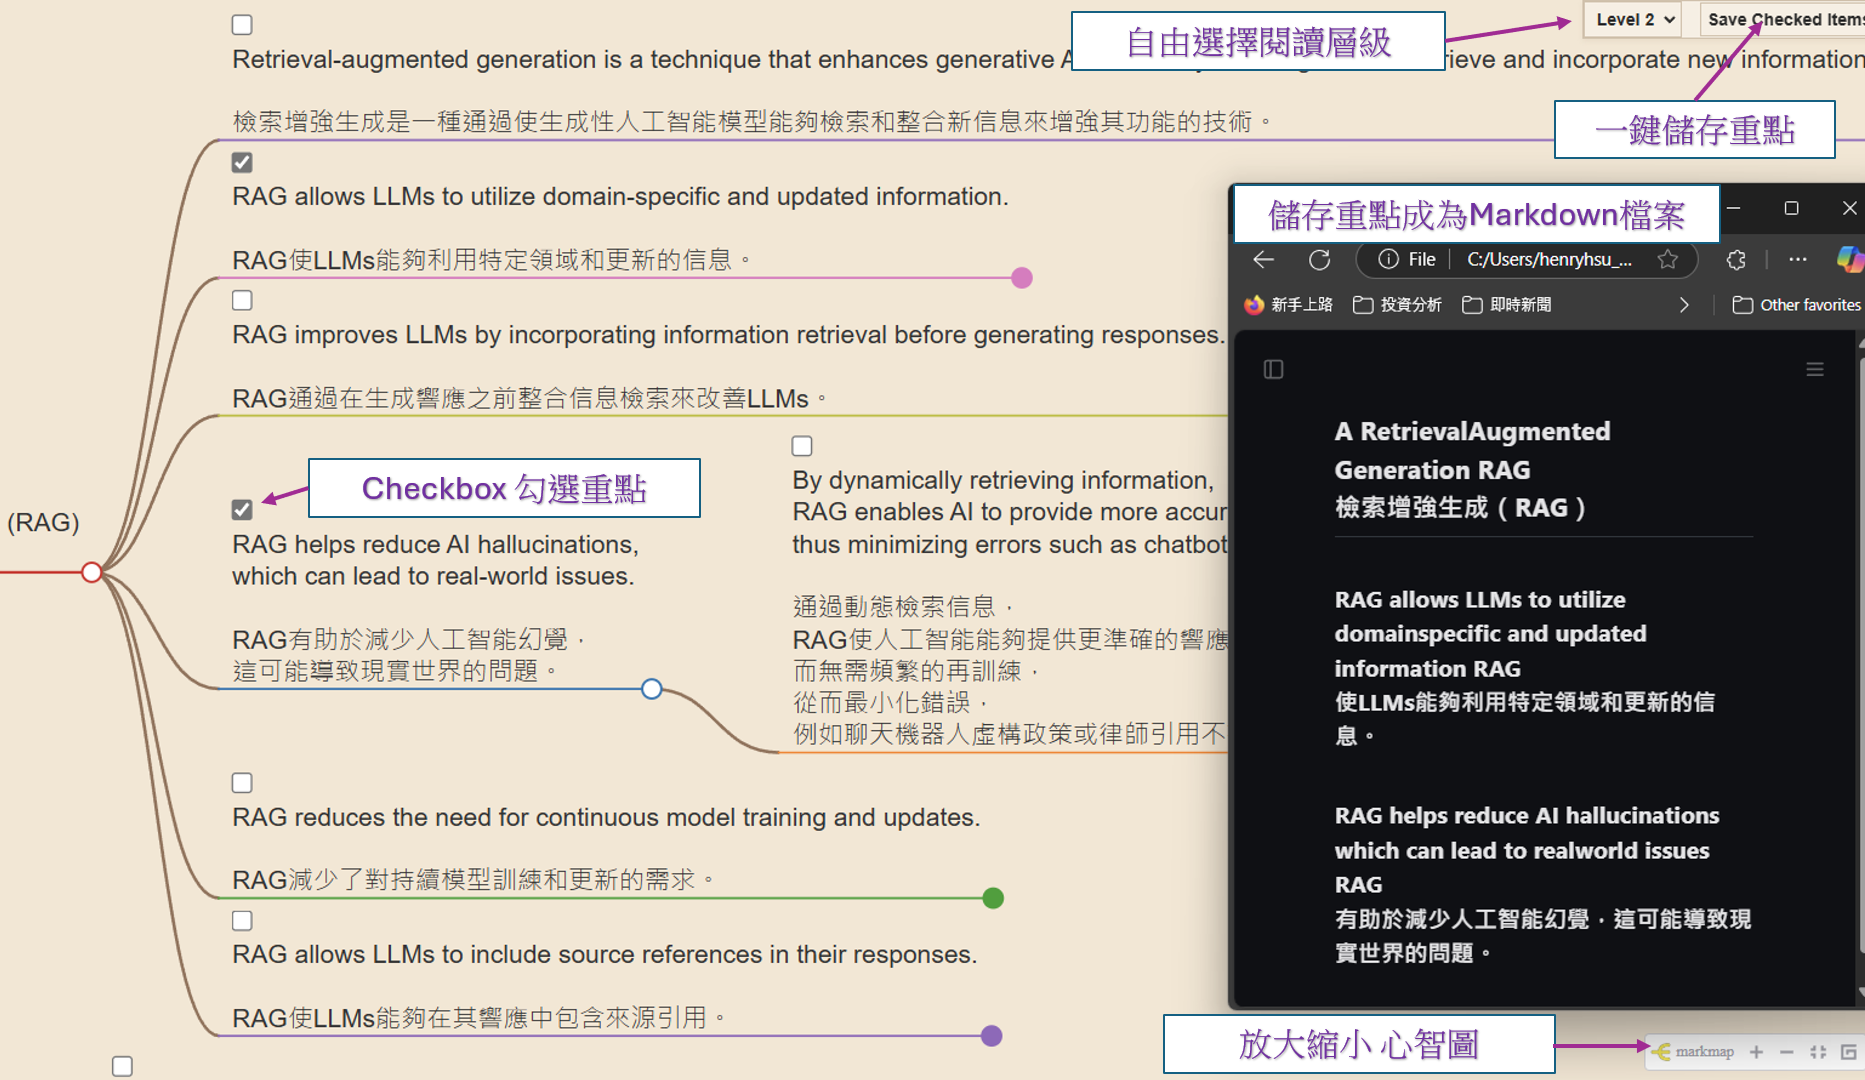 Retrieval-augmented generation is a technique that enhances generative A
rieve and incorporate new information
檢索增強生成是一種通過使生成性人工智能模型能夠檢索和整合新信息來增強其功能的技術。
自由選擇閱讀層級
Level 2
Save Checked Items
一鍵儲存重點
RAG allows LLMs to utilize domain-specific and updated information.
RAG使LLMs能夠利用特定領域和更新的信息。
RAG improves LLMs by incorporating information retrieval before generating responses.
RAG通過在生成響應之前整合信息檢索來改善LLMs。
(RAG)
Checkbox 勾選重點
RAG helps reduce AI hallucinations,
which can lead to real-world issues.
RAG有助於減少人工智能幻覺，
這可能導致現實世界的問題。
By dynamically retrieving information,
RAG enables AI to provide more accur
thus minimizing errors such as chatbot
通過動態檢索信息，
RAG使人工智能能夠提供更準確的響應
而無需頻繁的再訓練，
從而最小化錯誤，
例如聊天機器人虛構政策或律師引用不
RAG reduces the need for continuous model training and updates.
RAG減少了對持續模型訓練和更新的需求。
RAG allows LLMs to include source references in their responses.
RAG使LLMs能夠在其響應中包含來源引用。
儲存重點成為Markdown檔案
File
C:/Users/henryhsu_...
新手上路
投資分析
即時新聞
Other favorites
A RetrievalAugmented
Generation RAG
檢索增強生成（RAG）
RAG allows LLMs to utilize
domainspecific and updated
information RAG
使LLMs能夠利用特定領域和更新的信
息。
RAG helps reduce AI hallucinations
which can lead to realworld issues
RAG
有助於減少人工智能幻覺，這可能導致現
實世界的問題。
放大縮小 心智圖
markmap